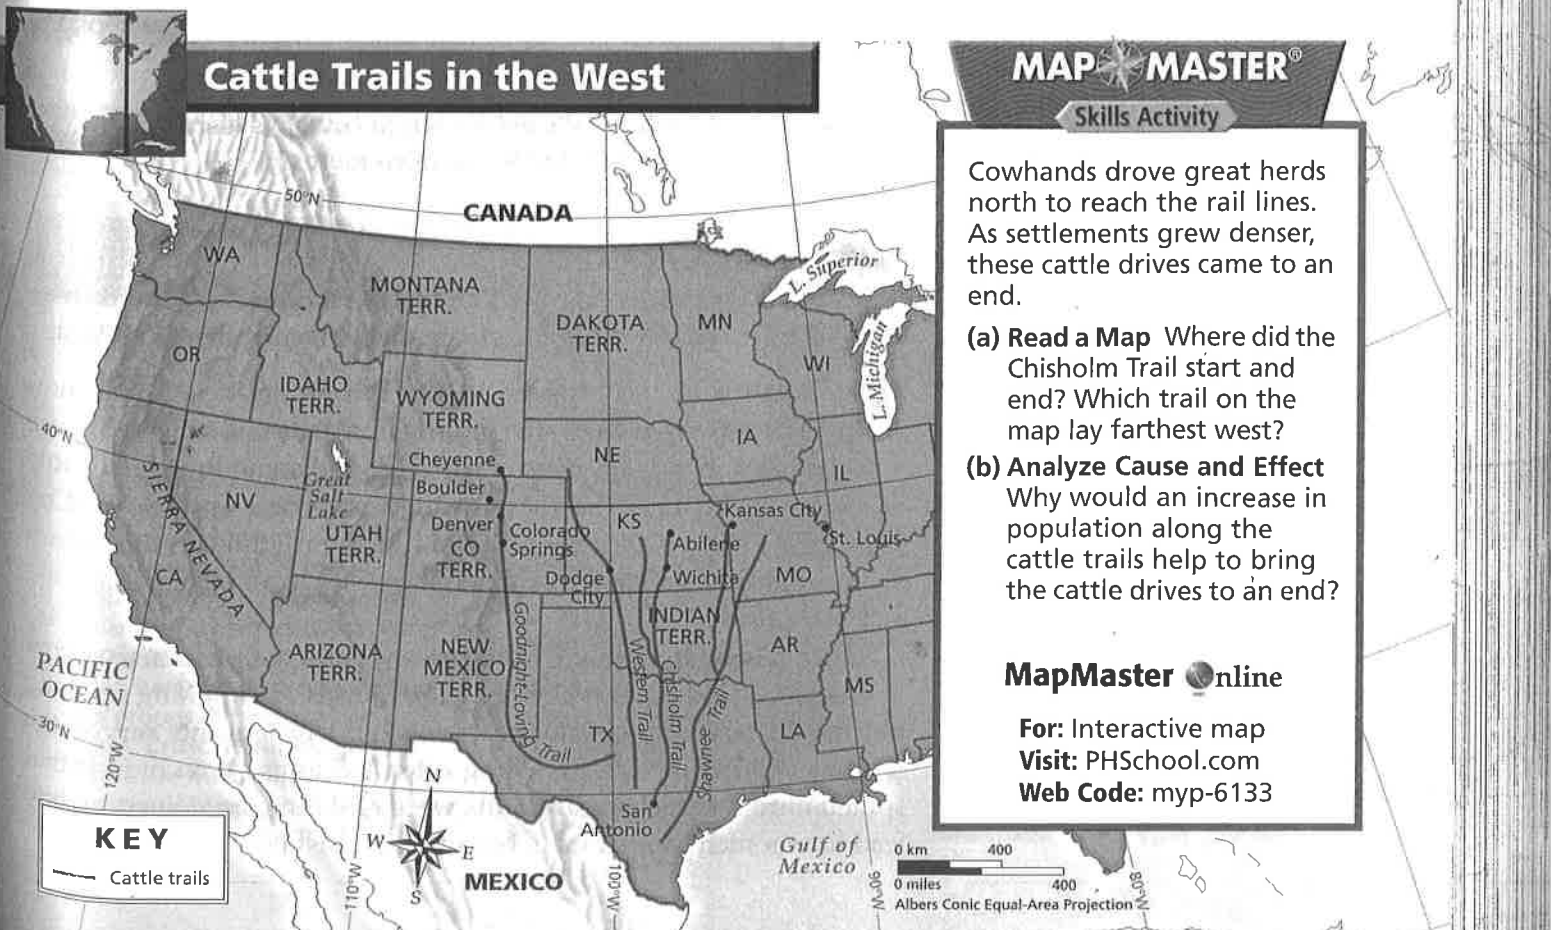 Cattle Trails in the West
50°N
CANADA
WA
MONTANA
TERR.
L. Superior
DAKOTA
TERR.
MN
OR
WI
L. Michigan
IDAHO
TERR.
WYOMING
TERR.
40°N
IA
NE
Cheyenne
IL
Boulder
Great
Salt
Lake
NV
SIERRA NEVADA
Kansas City
KS
Denver
Colorado
Springs
UTAH
TERR.
CO
TERR.
Abilene
St. Louis
CA
Dodge
City
Wichita
MO
INDIAN
TERR.
ARIZONA
TERR.
NEW
MEXICO
TERR.
AR
PACIFIC
OCEAN
MS
Goodnight-Loving Trail
Western Trail
Chisholm Trail
Shawnee Trail
30°N
TX
LA
120°W
San
Antonio
N
W
E
S
MEXICO
110°W
100°W
Gulf of
Mexico
90°W
80°W
KEY
Cattle trails
0 km 400
0 miles 400
Albers Conic Equal-Area Projection
MAP MASTER®
Skills Activity
Cowhands drove great herds
north to reach the rail lines.
As settlements grew denser,
these cattle drives came to an
end.
(a) Read a Map Where did the
Chisholm Trail start and
end? Which trail on the
map lay farthest west?
(b) Analyze Cause and Effect
Why would an increase in
population along the
cattle trails help to bring
the cattle drives to an end?
MapMaster Online
For: Interactive map
Visit: PHSchool.com
Web Code: myp-6133